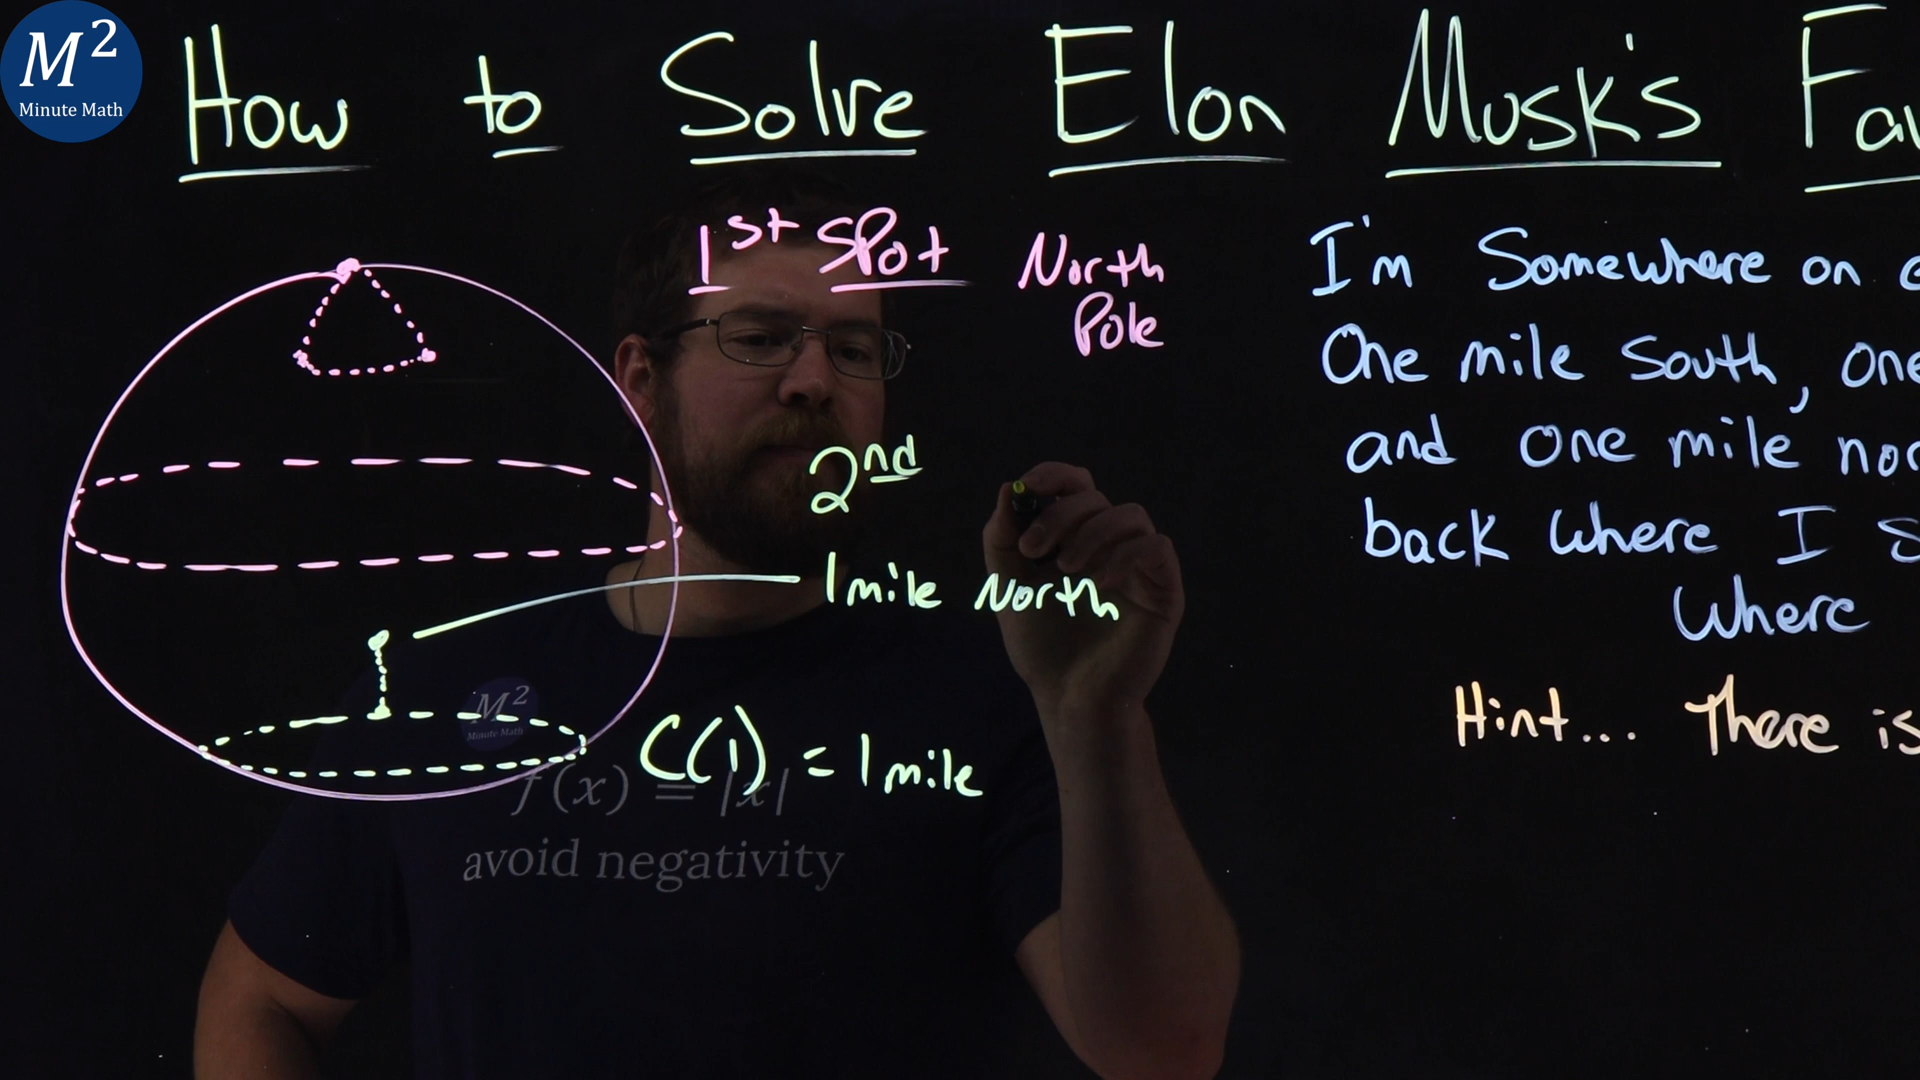 M²
Minute Math
How to Solve Elon Musk's Fav
1st Spot North Pole
I'm Somewhere on e
One mile South, one
and one mile nor
back where I s
Where
Hint... There is
2nd
1 mile North
C(1) = 1 mile
M²
Minute Math
f(x) = |x|
avoid negativity